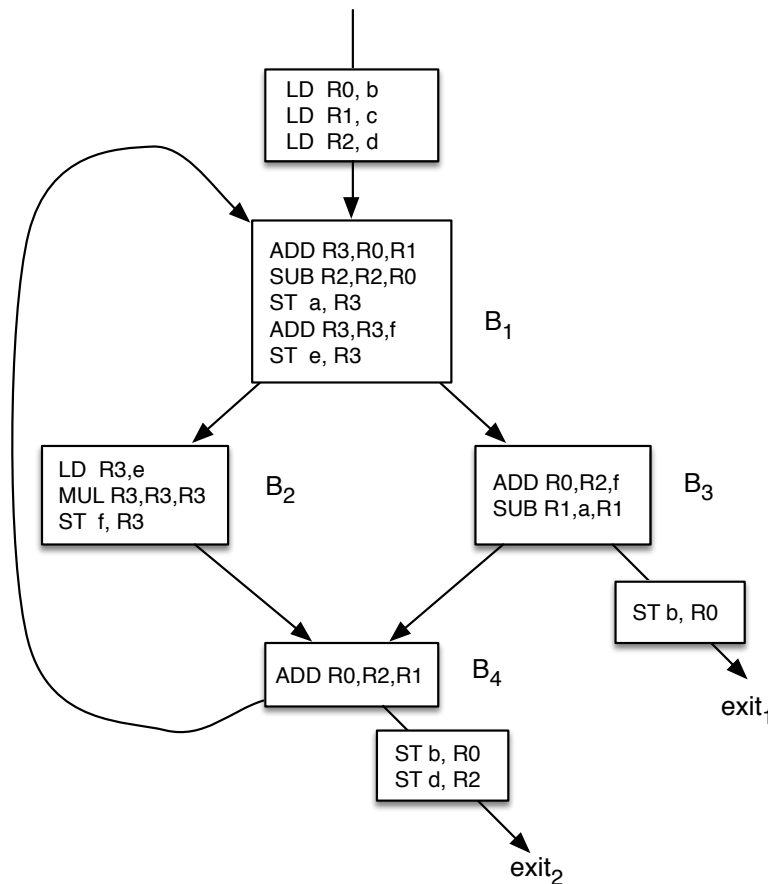 LD R0, b
LD R1, c
LD R2, d
ADD R3,R0,R1
SUB R2,R2,R0
ST a, R3
ADD R3,R3,f
ST e, R3
B1
LD R3,e
MUL R3,R3,R3
ST f, R3
B2
ADD R0,R2,f
SUB R1,a,R1
B3
ST b, R0
exit1
ADD R0,R2,R1
B4
ST b, R0
ST d, R2
exit2